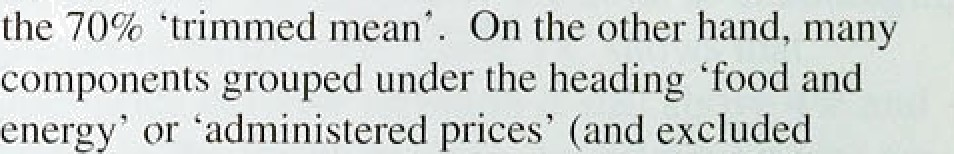 the 70% ‘trimmed mean’. On the other hand, many
components grouped under the heading ‘food and
energy’ or ‘administered prices’ (and excluded